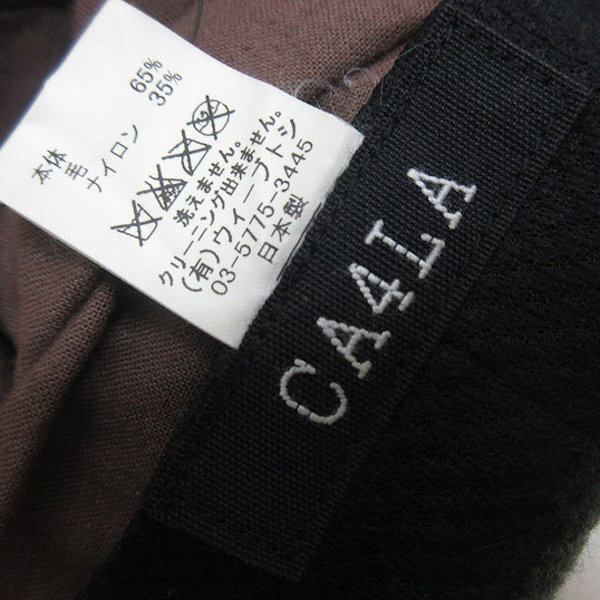 本体
毛 65%
ナイロン 35%
洗えません。
クリーニング出来ません。
(有)ウィーブトシ
03-5775-3445
日本製
CA4LA